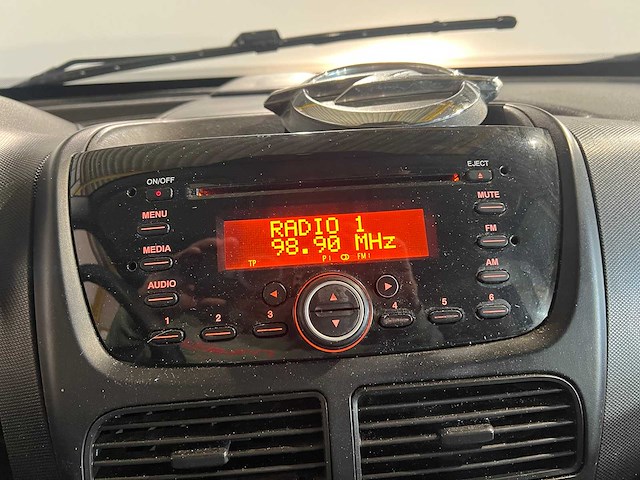 ON/OFF
EJECT
MENU
MUTE
RADIO 1
98.90 MHz
FM
MEDIA
TP
AM
AUDIO
1
2
3
4
5
6